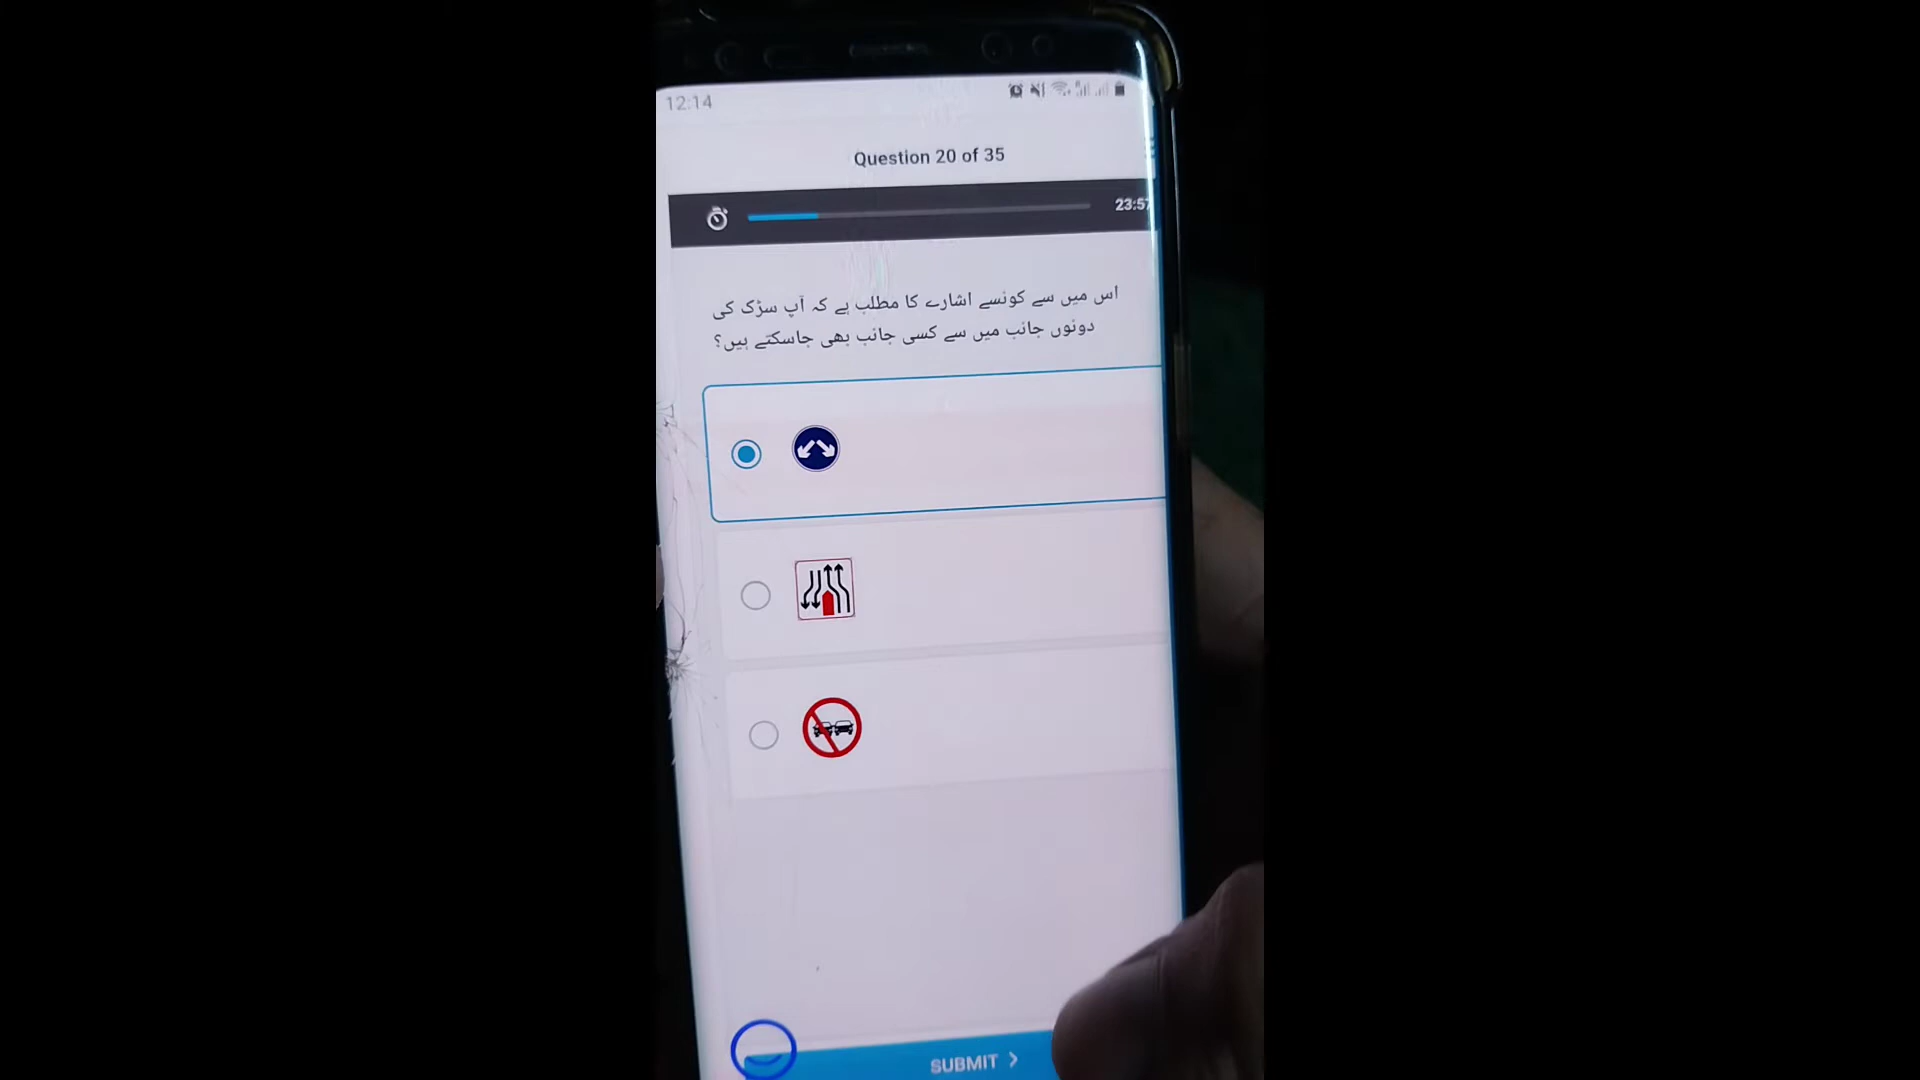 12:14
Question 20 of 35
23:57
اس میں سے کونسے اشارے کا مطلب ہے کہ آپ سڑک کی
دونوں جانب میں سے کسی جانب بھی جاسکتے ہیں؟
SUBMIT